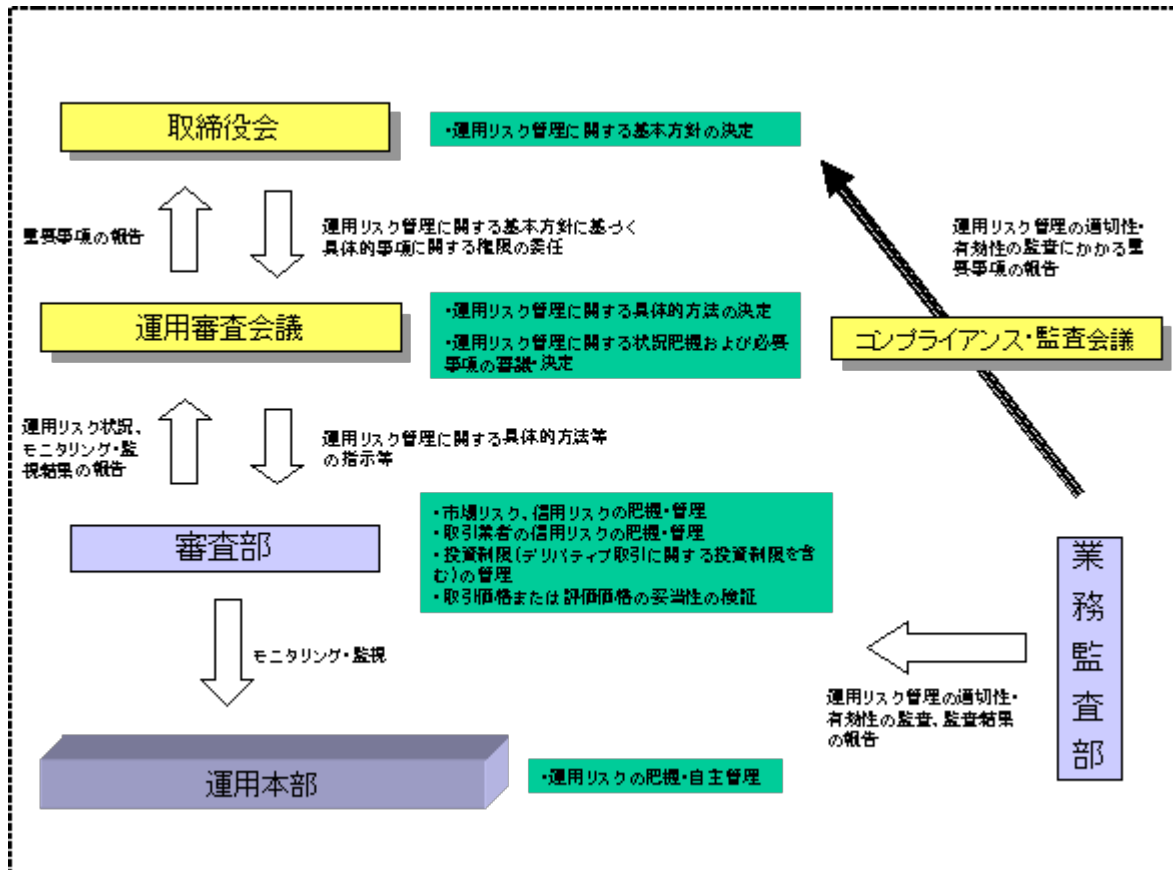 取締役会
・運用リスク管理に関する基本方針の決定
重要事項の報告
運用リスク管理に関する基本方針に基づく
具体的事項に関する権限の委任
運用リスク管理の適切性・
有効性の監査にかかる重
要事項の報告
運用審査会議
・運用リスク管理に関する具体的方法の決定
・運用リスク管理に関する状況把握および必要
事項の審議・決定
コンプライアンス・監査会議
運用リスク状況、
モニタリング・監
視結果の報告
運用リスク管理に関する具体的方法等
の指示等
審査部
・市場リスク、信用リスクの把握・管理
・取引業者の信用リスクの把握・管理
・投資制限(デリバティブ取引に関する投資制限を含
む)の管理
・取引価格または評価価格の妥当性の検証
業務監査部
モニタリング・監視
運用リスク管理の適切性・
有効性の監査、監査結果
の報告
運用本部
・運用リスクの把握・自主管理